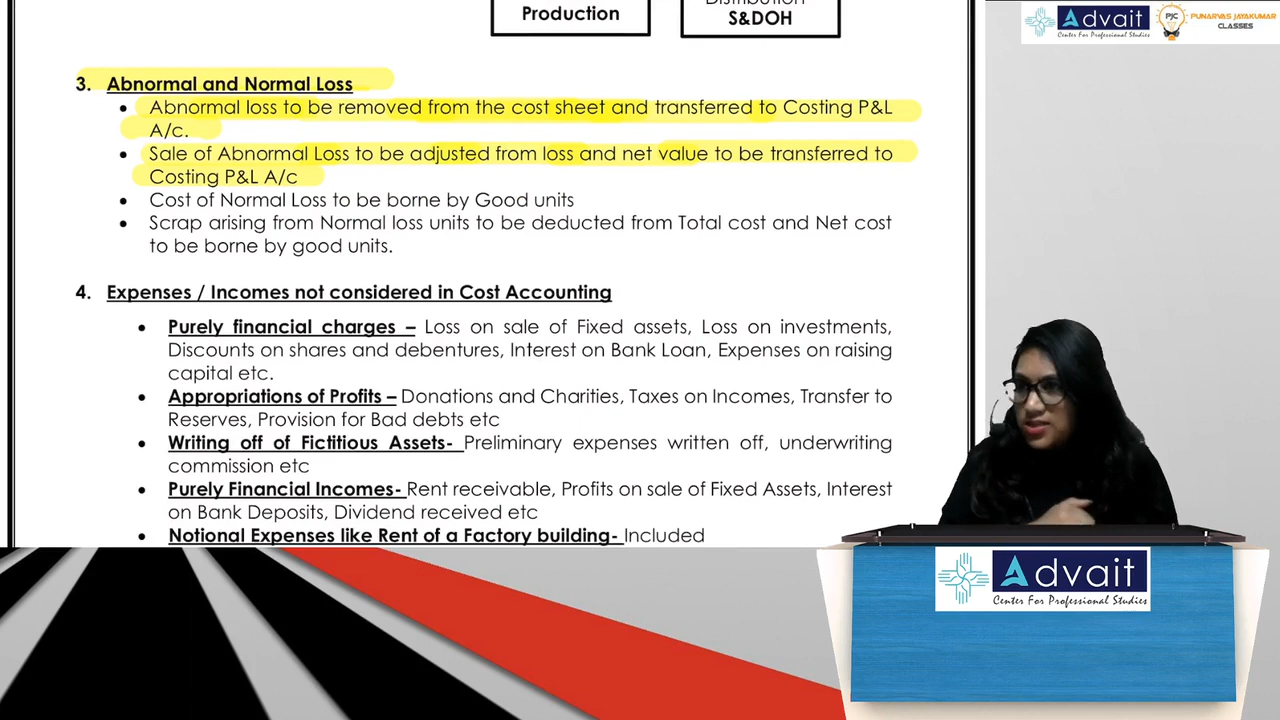 Production
Distribution
S&DOH
Advait
Center For Professional Studies
PJC
PUNARVAS JAYAKUMAR
CLASSES
3. Abnormal and Normal Loss
• Abnormal loss to be removed from the cost sheet and transferred to Costing P&L
A/c.
• Sale of Abnormal Loss to be adjusted from loss and net value to be transferred to
Costing P&L A/c
• Cost of Normal Loss to be borne by Good units
• Scrap arising from Normal loss units to be deducted from Total cost and Net cost
to be borne by good units.
4. Expenses / Incomes not considered in Cost Accounting
• Purely financial charges – Loss on sale of Fixed assets, Loss on investments,
Discounts on shares and debentures, Interest on Bank Loan, Expenses on raising
capital etc.
• Appropriations of Profits – Donations and Charities, Taxes on Incomes, Transfer to
Reserves, Provision for Bad debts etc
• Writing off of Fictitious Assets- Preliminary expenses written off, underwriting
commission etc
• Purely Financial Incomes- Rent receivable, Profits on sale of Fixed Assets, Interest
on Bank Deposits, Dividend received etc
• Notional Expenses like Rent of a Factory building- Included
Advait
Center For Professional Studies